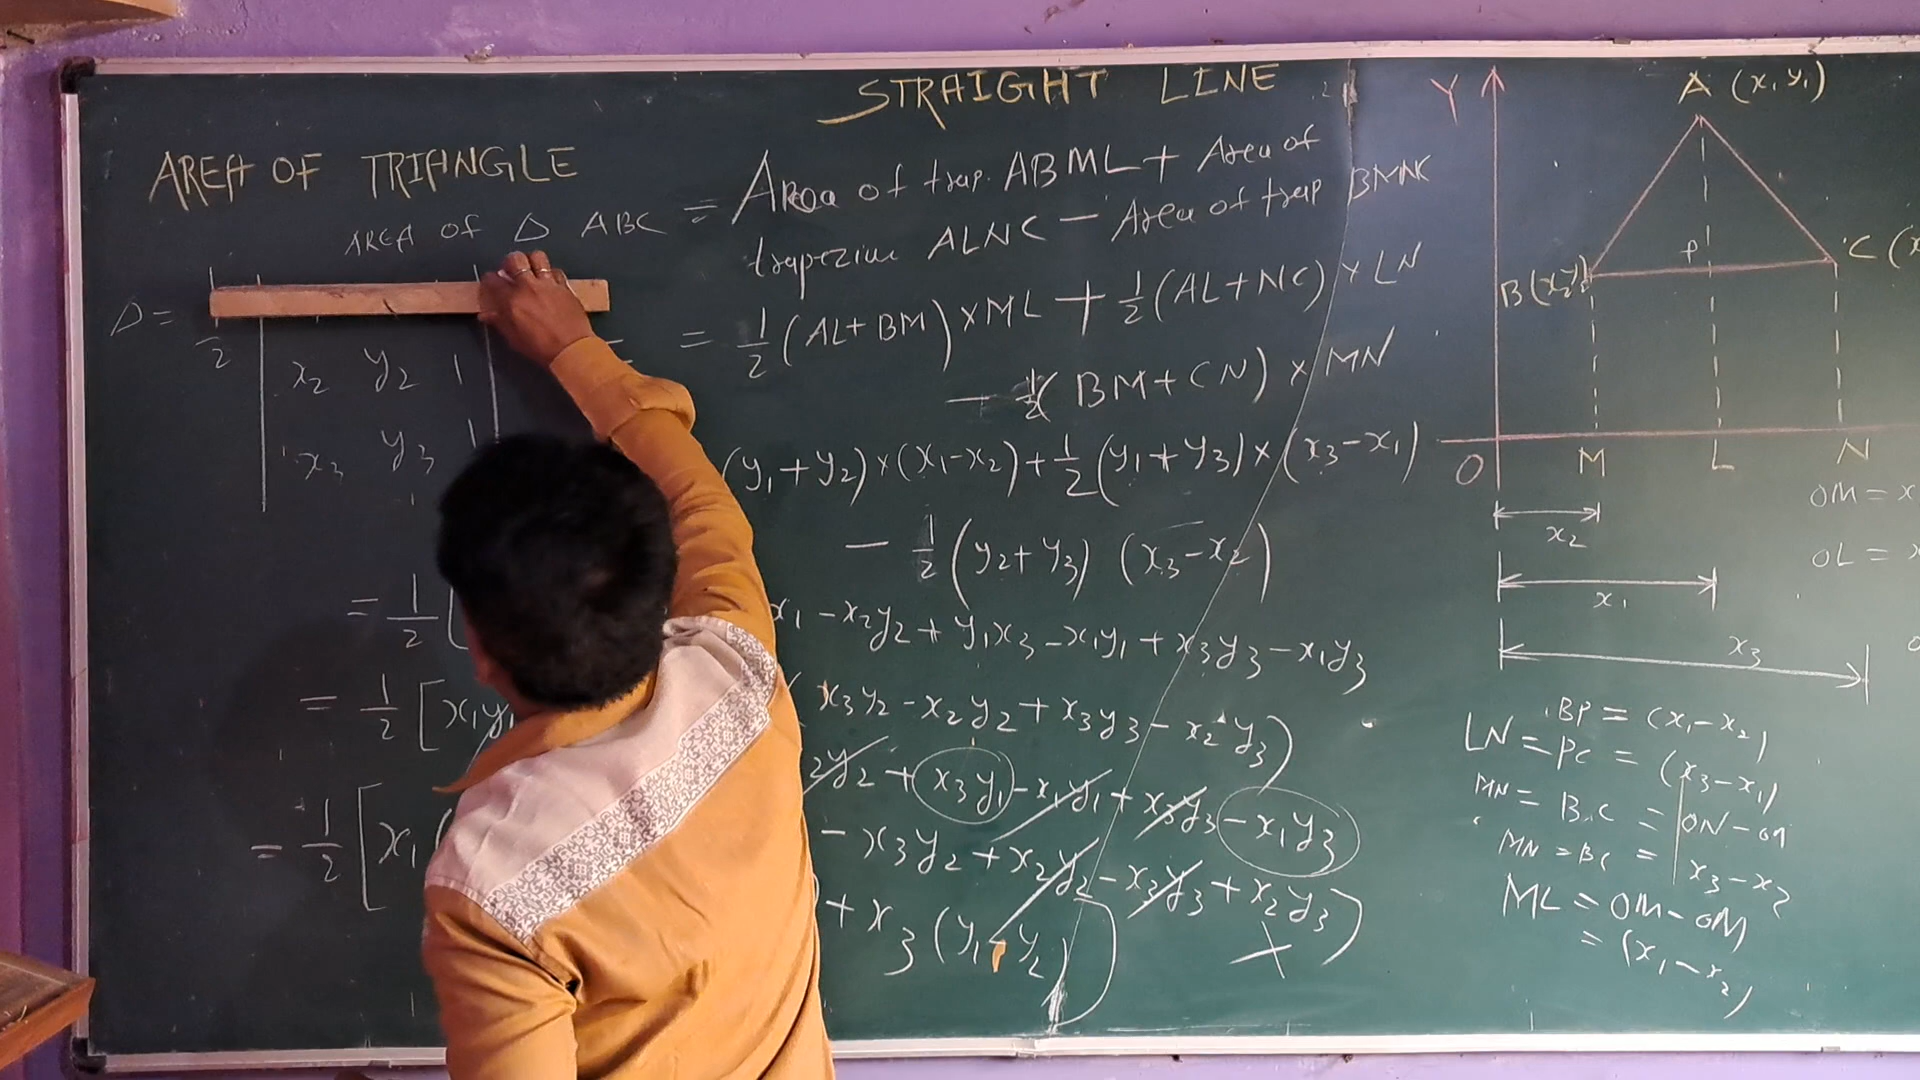 STRAIGHT LINE
AREA OF TRIANGLE
AREA OF △ ABC = Area of trap. ABML + Area of
trapezium ALNC − Area of trap BMNC
Δ =
2
x₂ y₂ 1
x₃ y₃ 1
= 1/2 (AL+BM) × ML + 1/2 (AL+NC) × LN
− 1/2 (BM+CN) × MN
(y₁+y₂)×(x₁−x₂)+1/2(y₁+y₃)×(x₃−x₁)
− 1/2 (y₂+y₃) (x₃−x₂)
= 1/2 [
x₁ − x₂y₂ + y₁x₃ − x₁y₁ + x₃y₃ − x₁y₃
= 1/2 [x₁y₁
x₃y₂ − x₂y₂ + x₃y₃ − x₂y₃)
2y₂ + x₃y₁ − x₁y₁ + x₃y₃ − x₁y₃
= 1/2 [x₁
− x₃y₂ + x₂y₂ − x₃y₃ + x₂y₃)
+ x₃ (y₁ − y₂)
Y
A (x₁ y₁)
B (x₂ y₂)
P
C (x
O M L N
x₂
x₁
x₃
OM = x
OL =
BP = (x₁−x₂)
LN = PC = (x₃−x₁)
MN = BC = ON−OM
MN = BC = x₃−x₂
ML = OM−OM
= (x₁−x₂)